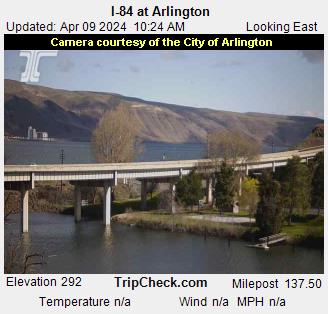 I-84 at Arlington
Updated: Apr 09 2024 10:24 AM Looking East
Camera courtesy of the City of Arlington
Elevation 292 TripCheck.com Milepost 137.50
Temperature n/a Wind n/a MPH n/a